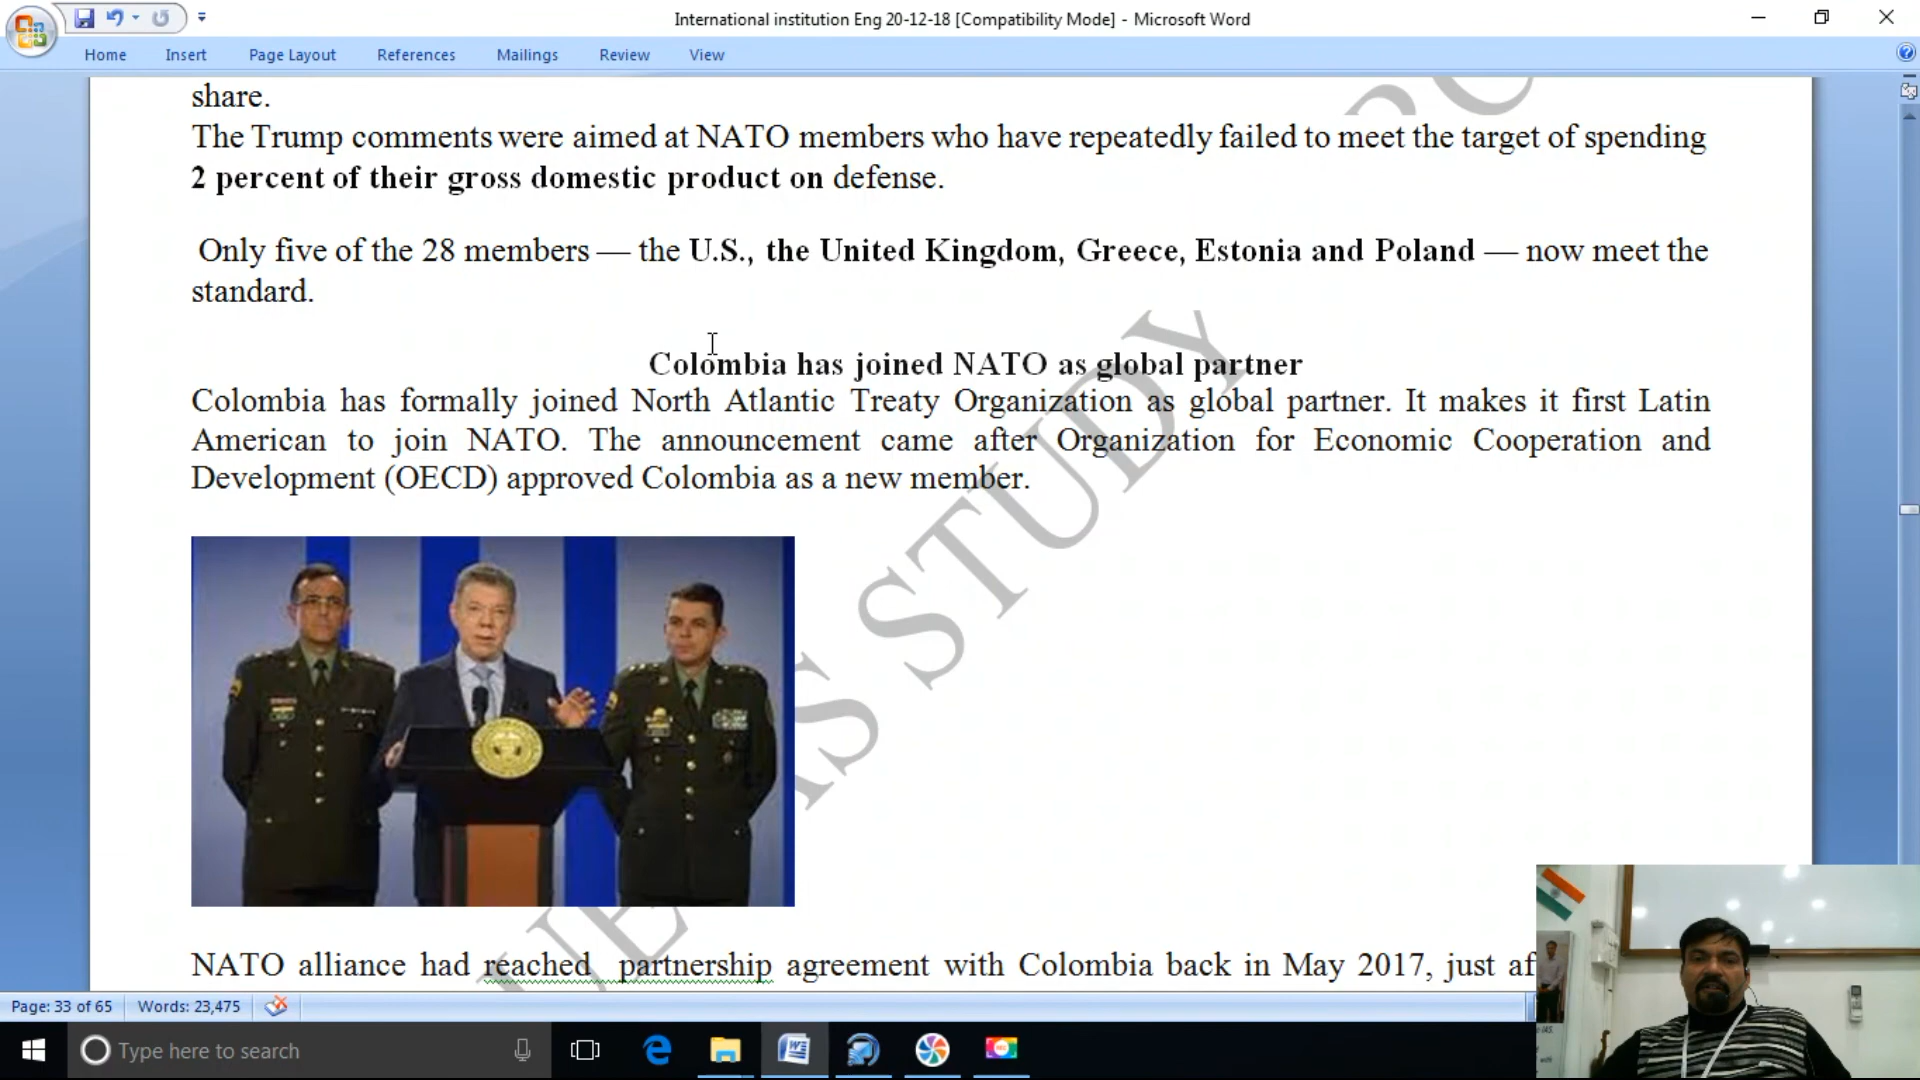 International institution Eng 20-12-18 [Compatibility Mode] - Microsoft Word
Home Insert Page Layout References Mailings Review View
share.
The Trump comments were aimed at NATO members who have repeatedly failed to meet the target of spending
2 percent of their gross domestic product on defense.
Only five of the 28 members — the U.S., the United Kingdom, Greece, Estonia and Poland — now meet the
standard.
Colombia has joined NATO as global partner
Colombia has formally joined North Atlantic Treaty Organization as global partner. It makes it first Latin
American to join NATO. The announcement came after Organization for Economic Cooperation and
Development (OECD) approved Colombia as a new member.
STUDY
NATO alliance had reached partnership agreement with Colombia back in May 2017, just af
Page: 33 of 65 Words: 23,475
Type here to search